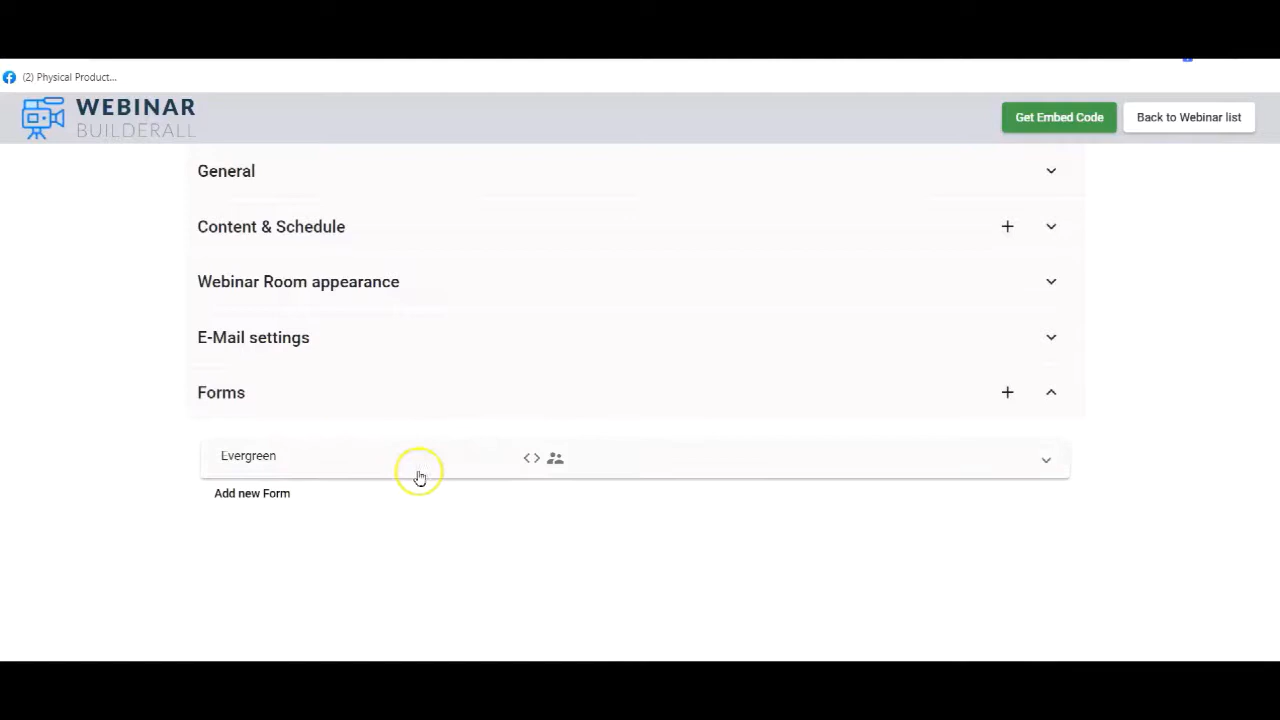 (2) Physical Product...
WEBINAR
BUILDERALL
Get Embed Code
Back to Webinar list
General
Content & Schedule
Webinar Room appearance
E-Mail settings
Forms
Evergreen
Add new Form